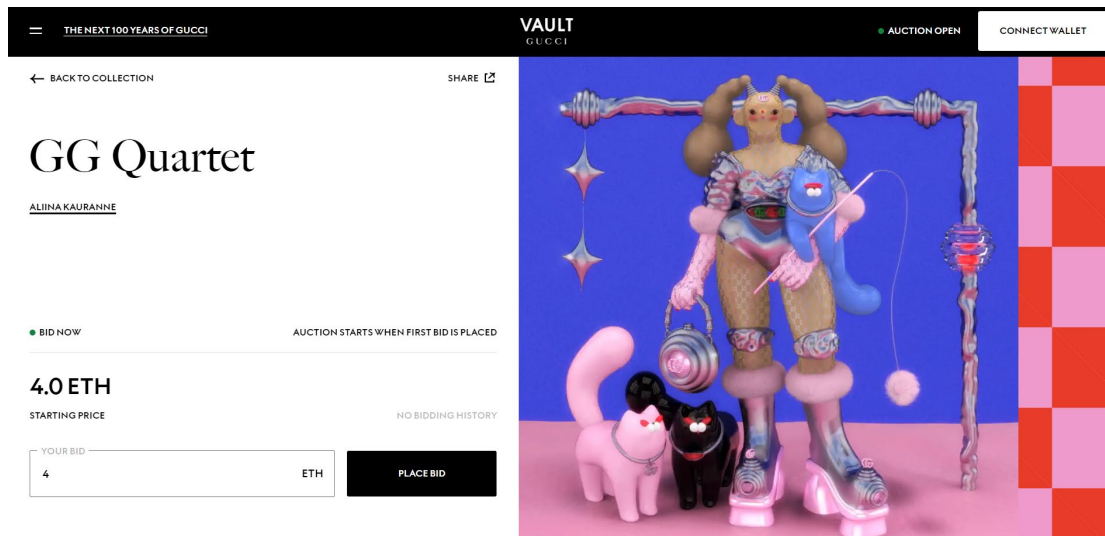 THE NEXT 100 YEARS OF GUCCI
VAULT
GUCCI
AUCTION OPEN
CONNECT WALLET
BACK TO COLLECTION
SHARE
GG Quartet
ALIINA KAURANNE
BID NOW
AUCTION STARTS WHEN FIRST BID IS PLACED
4.0 ETH
STARTING PRICE
NO BIDDING HISTORY
YOUR BID
4
ETH
PLACE BID